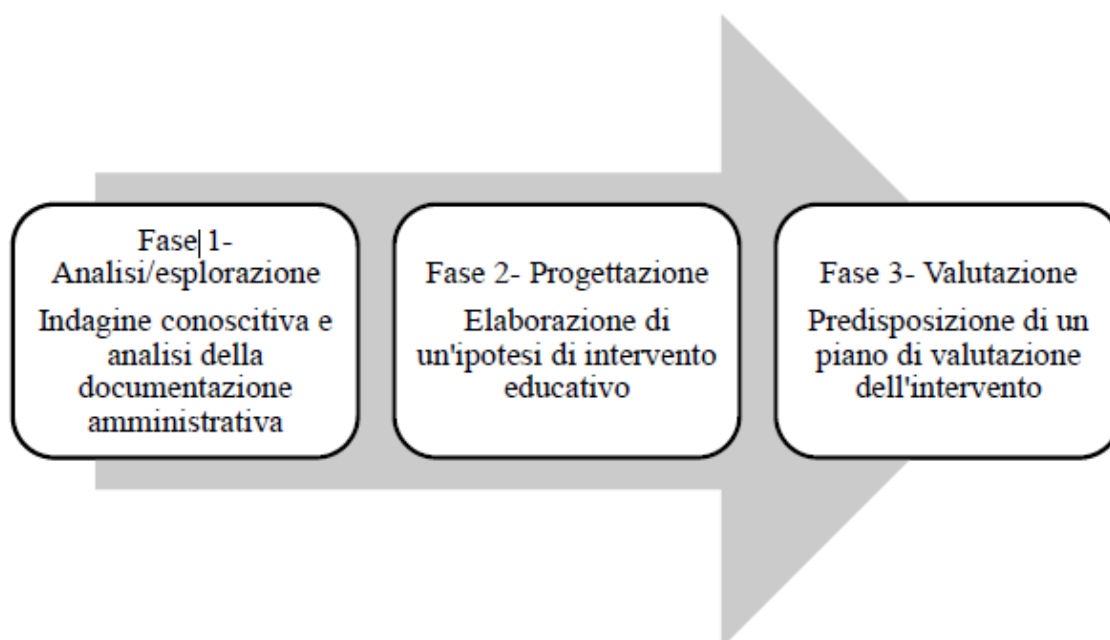 Fase 1-
Analisi/esplorazione
Indagine conoscitiva e
analisi della
documentazione
amministrativa
Fase 2- Progettazione
Elaborazione di
un'ipotesi di intervento
educativo
Fase 3- Valutazione
Predisposizione di un
piano di valutazione
dell'intervento